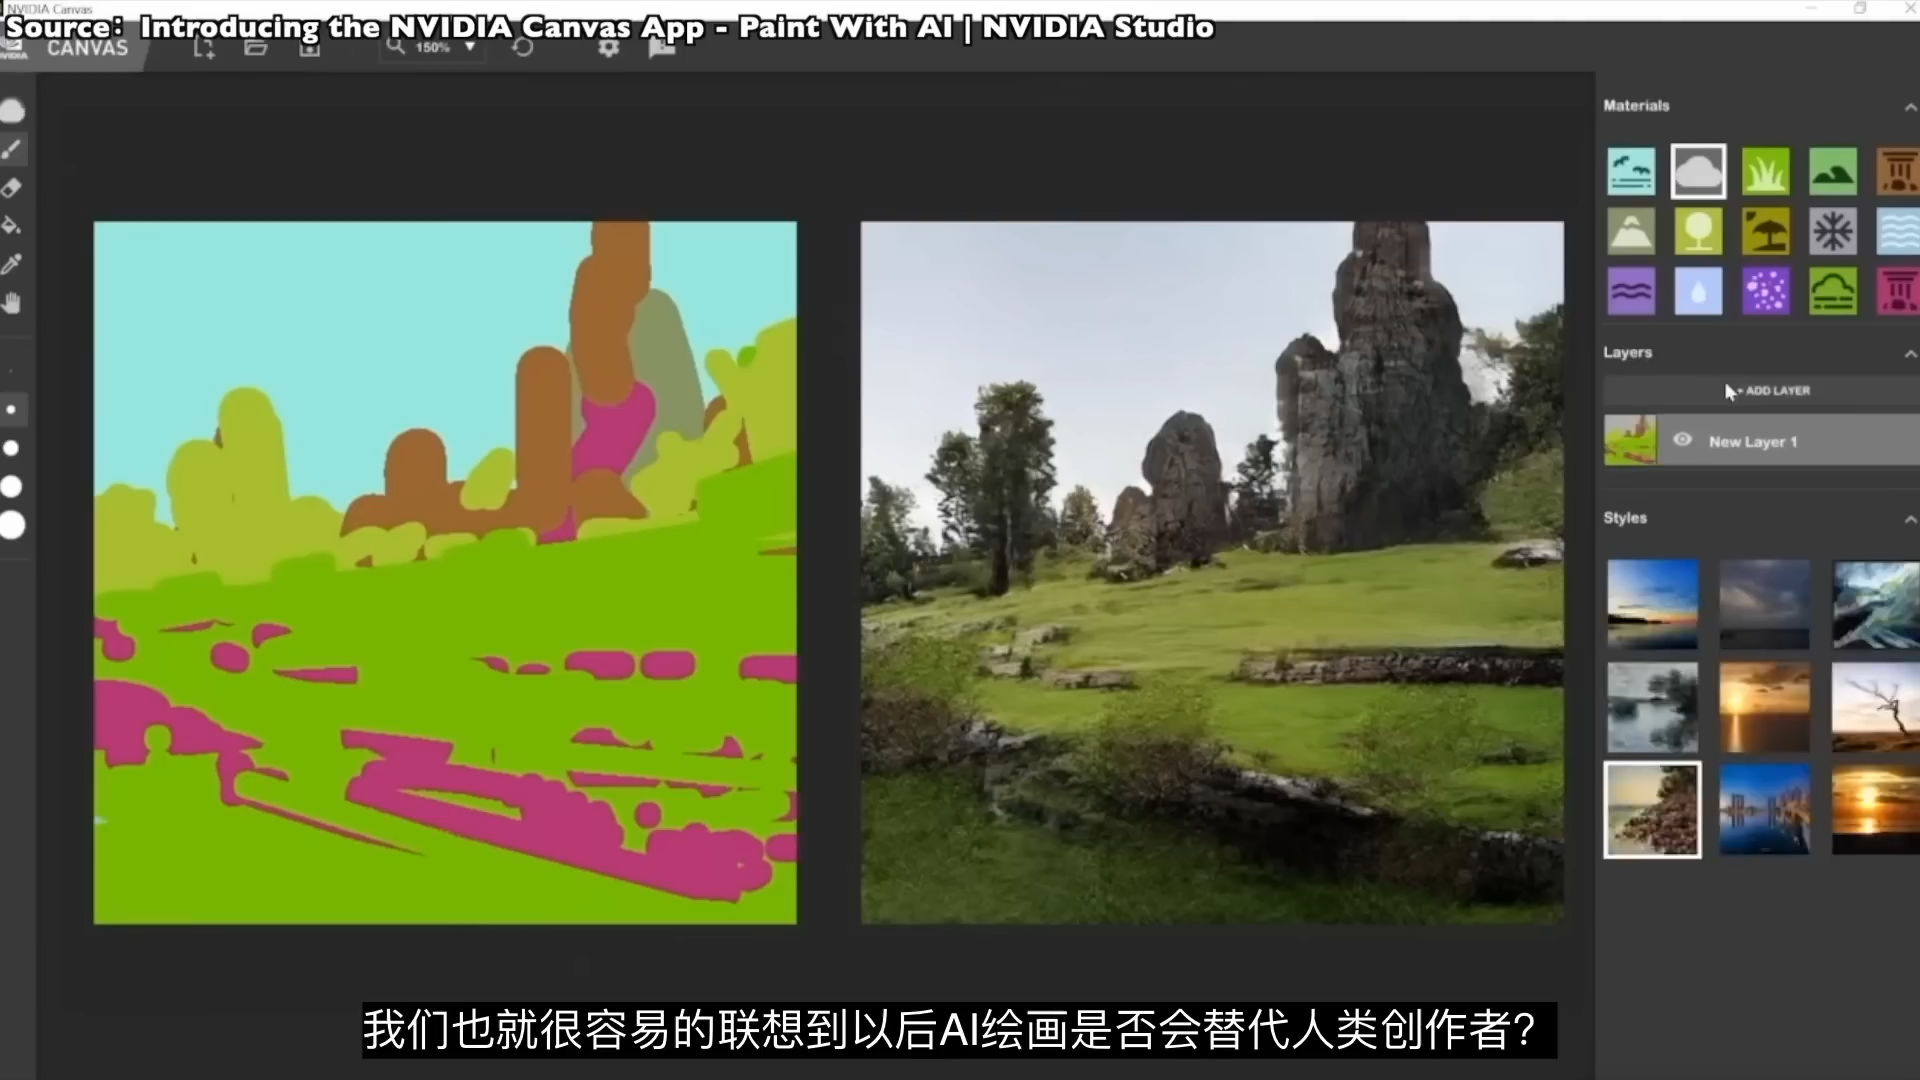 NVIDIA Canvas
Source: Introducing the NVIDIA Canvas App - Paint With AI | NVIDIA Studio
NVIDIA
CANVAS
150%
Materials
Layers
+ ADD LAYER
New Layer 1
Styles
我们也就很容易的联想到以后AI绘画是否会替代人类创作者?